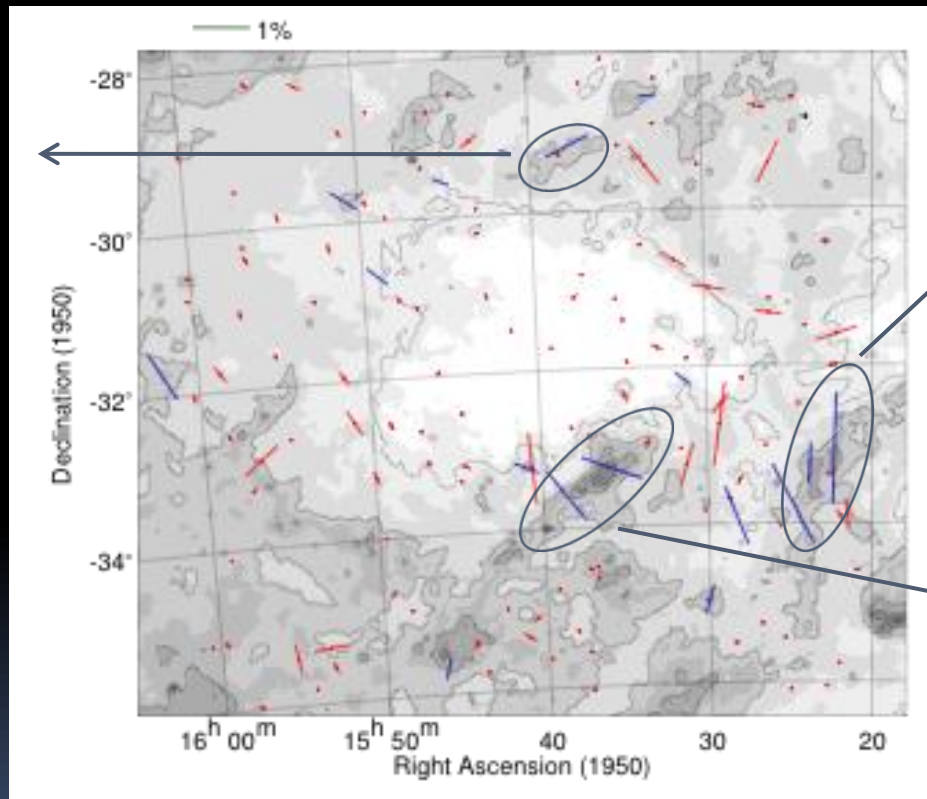 1%
-28°
-30°
-32°
-34°
Declination (1950)
16h 00m 15h 50m 40 30 20
Right Ascension (1950)